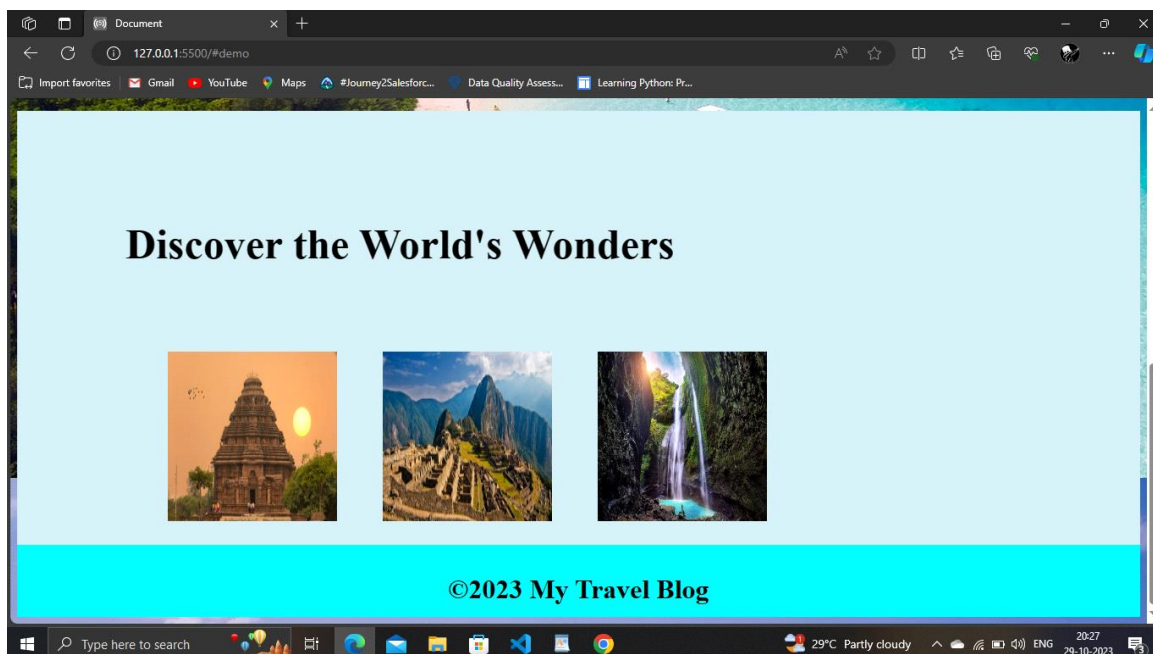 Document
127.0.0.1:5500/#demo
Import favorites Gmail YouTube Maps #Journey2Salesforc... Data Quality Assess... Learning Python: Pr...
Discover the World's Wonders
©2023 My Travel Blog
Type here to search
29°C Partly cloudy ENG
20:27
29-10-2023